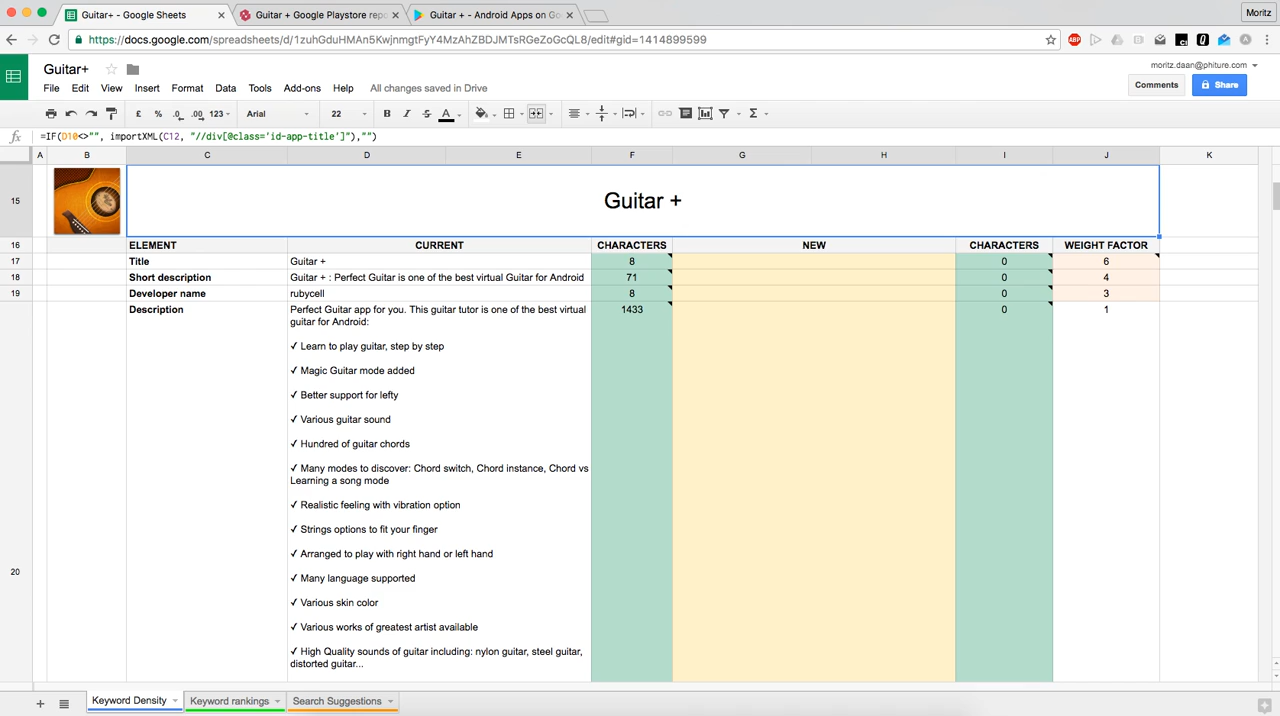 Guitar+ - Google Sheets
Guitar + Google Playstore repo
Guitar + - Android Apps on Go
Moritz
https://docs.google.com/spreadsheets/d/1zuhGduHMAn5KwjnmgtFyY4MzAhZBDJMTsRGeZoGcQL8/edit#gid=1414899599
Guitar+
moritz.daan@phiture.com
File Edit View Insert Format Data Tools Add-ons Help All changes saved in Drive
Comments
Share
£ % .0 .00 123 Arial 22 B I S A
fx =IF(D10<>"", importXML(C12, "//div[@class='id-app-title']"),"")
A B C D E F G H I J K
15 Guitar +
16 ELEMENT CURRENT CHARACTERS NEW CHARACTERS WEIGHT FACTOR
17 Title Guitar + 8 0 6
18 Short description Guitar + : Perfect Guitar is one of the best virtual Guitar for Android 71 0 4
19 Developer name rubycell 8 0 3
Description Perfect Guitar app for you. This guitar tutor is one of the best virtual 1433 0 1
guitar for Android:
✓ Learn to play guitar, step by step
✓ Magic Guitar mode added
✓ Better support for lefty
✓ Various guitar sound
✓ Hundred of guitar chords
✓ Many modes to discover: Chord switch, Chord instance, Chord vs
Learning a song mode
✓ Realistic feeling with vibration option
✓ Strings options to fit your finger
✓ Arranged to play with right hand or left hand
20
✓ Many language supported
✓ Various skin color
✓ Various works of greatest artist available
✓ High Quality sounds of guitar including: nylon guitar, steel guitar,
distorted guitar...
Keyword Density Keyword rankings Search Suggestions